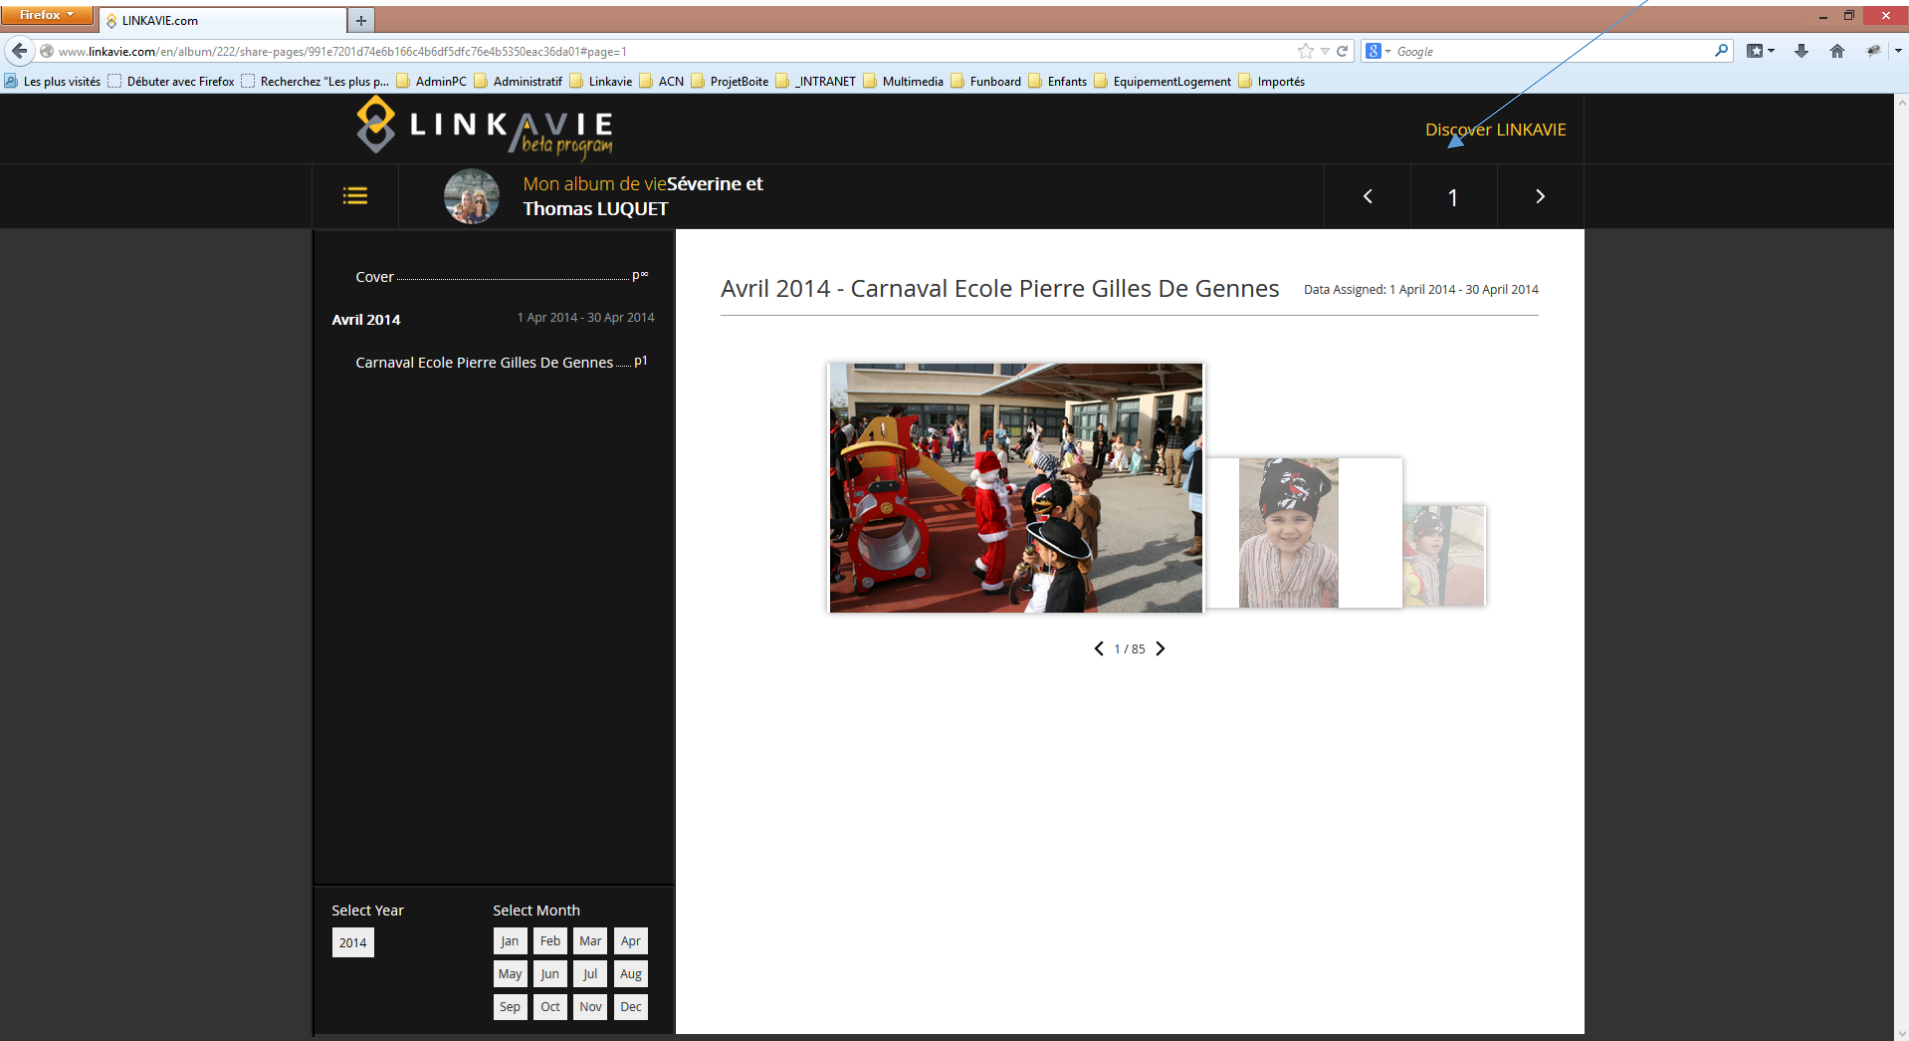 Firefox
LINKAVIE.com
www.linkavie.com/en/album/222/share-pages/991e7201d74e6b166c4b6df5dfc76e4b5350eac36da01#page=1
Google
Les plus visités Débuter avec Firefox Recherchez "Les plus p... AdminPC Administratif Linkavie ACN ProjetBoite _INTRANET Multimedia Funboard Enfants EquipementLogement Importés
LINKAVIE
beta program
Discover LINKAVIE
Mon album de vieSéverine et
Thomas LUQUET
1
Cover p∞
Avril 2014 1 Apr 2014 - 30 Apr 2014
Carnaval Ecole Pierre Gilles De Gennes p1
Avril 2014 - Carnaval Ecole Pierre Gilles De Gennes Data Assigned: 1 April 2014 - 30 April 2014
1 / 85
Select Year
2014
Select Month
Jan Feb Mar Apr
May Jun Jul Aug
Sep Oct Nov Dec